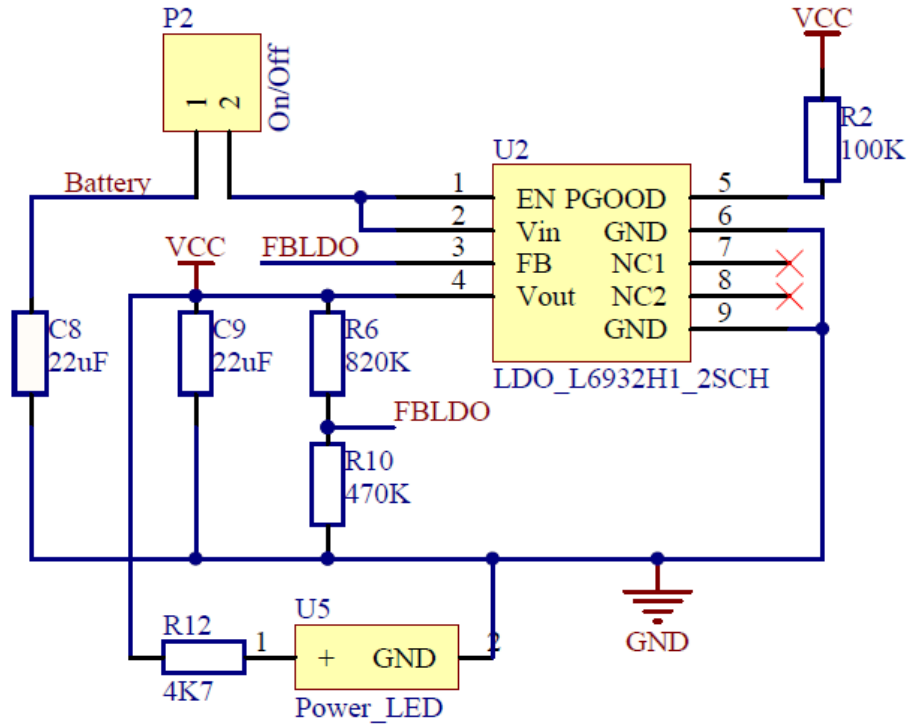 P2
VCC
1
2
On/Off
R2
100K
U2
Battery
1
EN
PGOOD
5
2
Vin
GND
6
VCC
FBLDO
3
FB
NC1
7
4
Vout
NC2
8
GND
9
C8
22uF
C9
22uF
R6
820K
LDO_L6932H1_2SCH
FBLDO
R10
470K
U5
R12
1
+
GND
2
GND
4K7
Power_LED